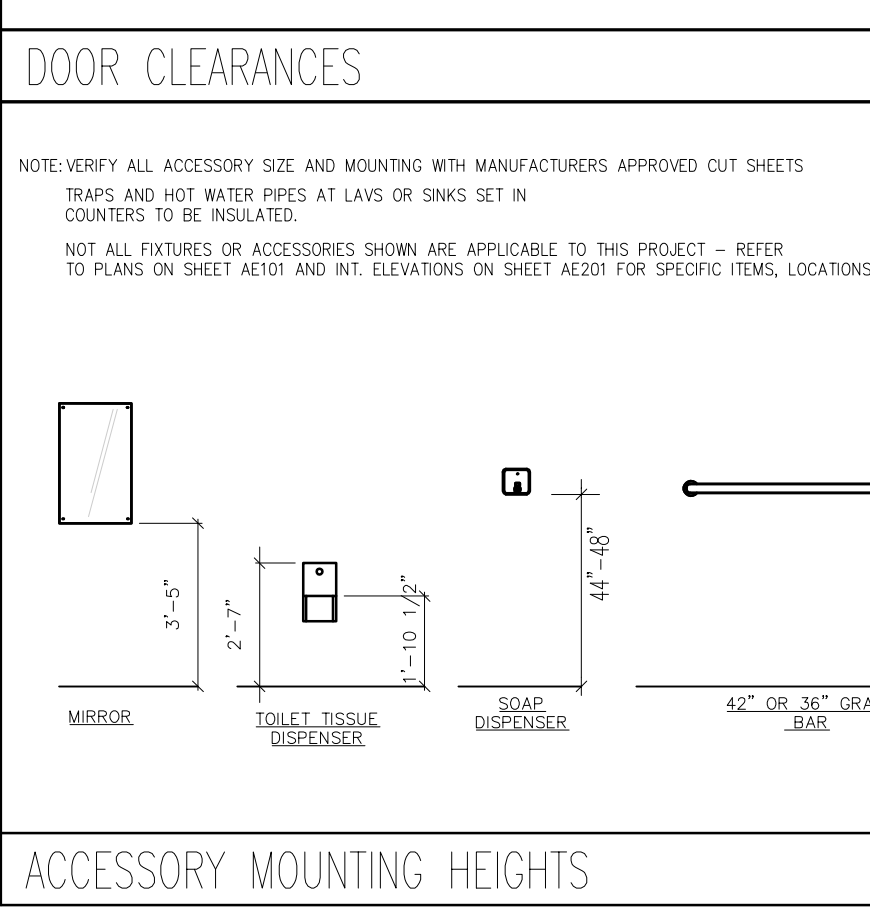 DOOR CLEARANCES
NOTE: VERIFY ALL ACCESSORY SIZE AND MOUNTING WITH MANUFACTURERS APPROVED CUT SHEETS
TRAPS AND HOT WATER PIPES AT LAVS OR SINKS SET IN
COUNTERS TO BE INSULATED.
NOT ALL FIXTURES OR ACCESSORIES SHOWN ARE APPLICABLE TO THIS PROJECT – REFER
TO PLANS ON SHEET AE101 AND INT. ELEVATIONS ON SHEET AE201 FOR SPECIFIC ITEMS, LOCATIONS
3'-5"
2'-7"
1'-10 1/2"
44"-48"
MIRROR
TOILET TISSUE
DISPENSER
SOAP
DISPENSER
42" OR 36" GRA
BAR
ACCESSORY MOUNTING HEIGHTS